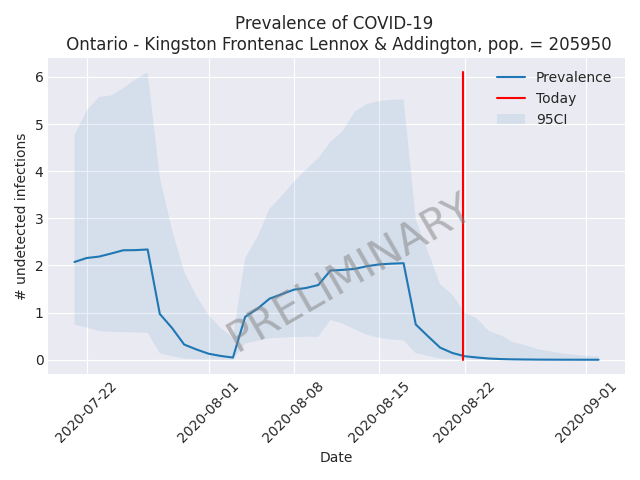 Prevalence of COVID-19
Ontario - Kingston Frontenac Lennox & Addington, pop. = 205950
# undetected infections
6
5
4
3
2
1
0
Prevalence
Today
95CI
PRELIMINARY
2020-07-22
2020-08-01
2020-08-08
2020-08-15
2020-08-22
2020-09-01
Date